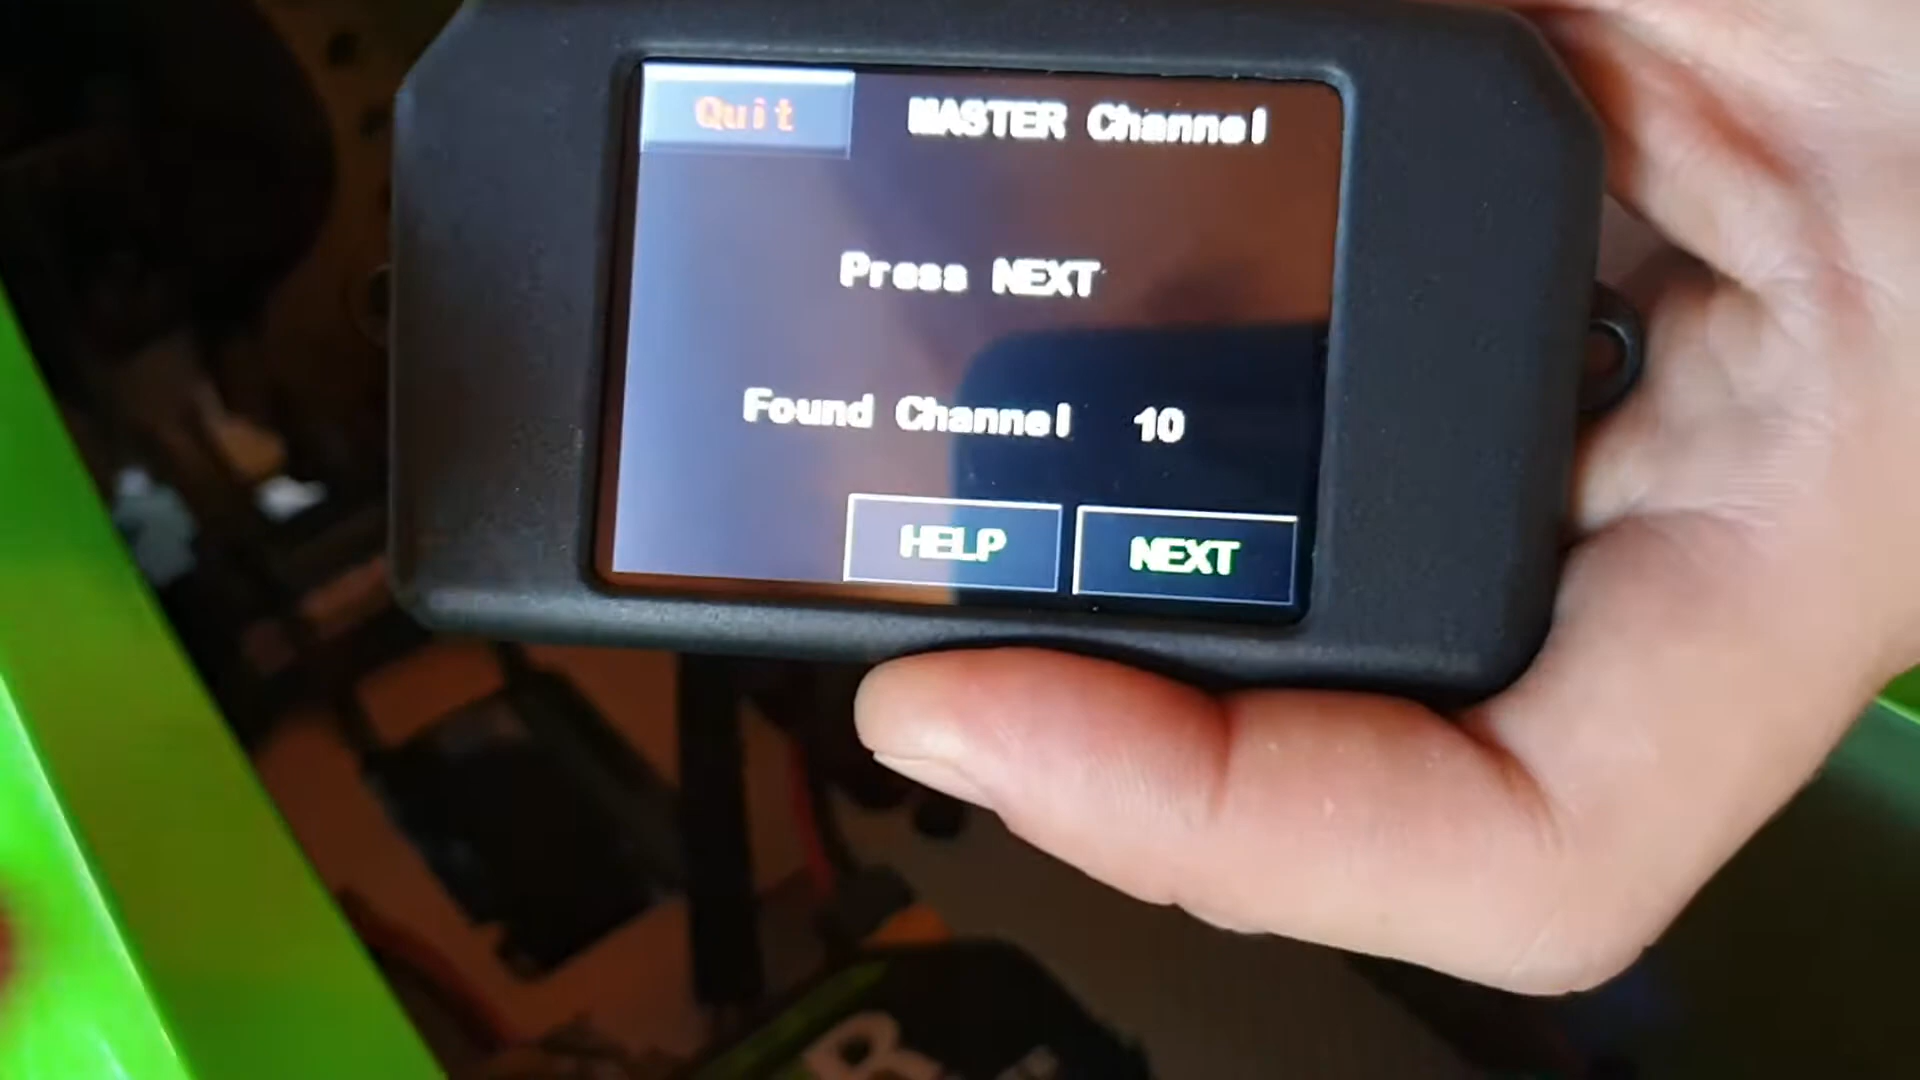 Quit
MASTER Channel
Press NEXT
Found Channel 10
HELP
NEXT
R